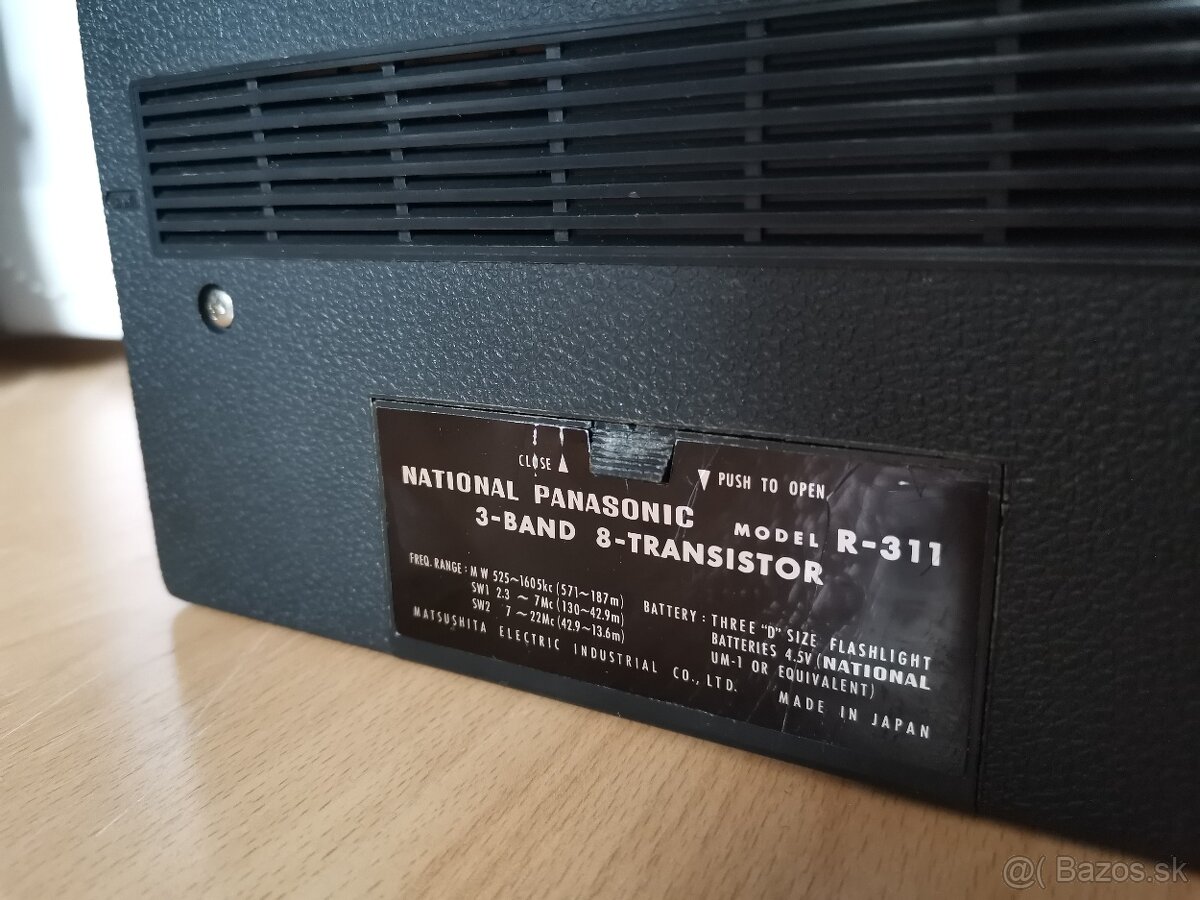 CLOSE ▲
▼ PUSH TO OPEN
NATIONAL PANASONIC MODEL R-311
3-BAND 8-TRANSISTOR
FREQ. RANGE : MW 525~1605kc (571~187m)
SW1 2.3 ~ 7Mc (130~42.9m)
SW2 7 ~ 22Mc (42.9~13.6m)
BATTERY : THREE "D" SIZE FLASHLIGHT
BATTERIES 4.5V (NATIONAL
UM-1 OR EQUIVALENT)
MATSUSHITA ELECTRIC INDUSTRIAL CO., LTD.
MADE IN JAPAN
@( Bazos.sk